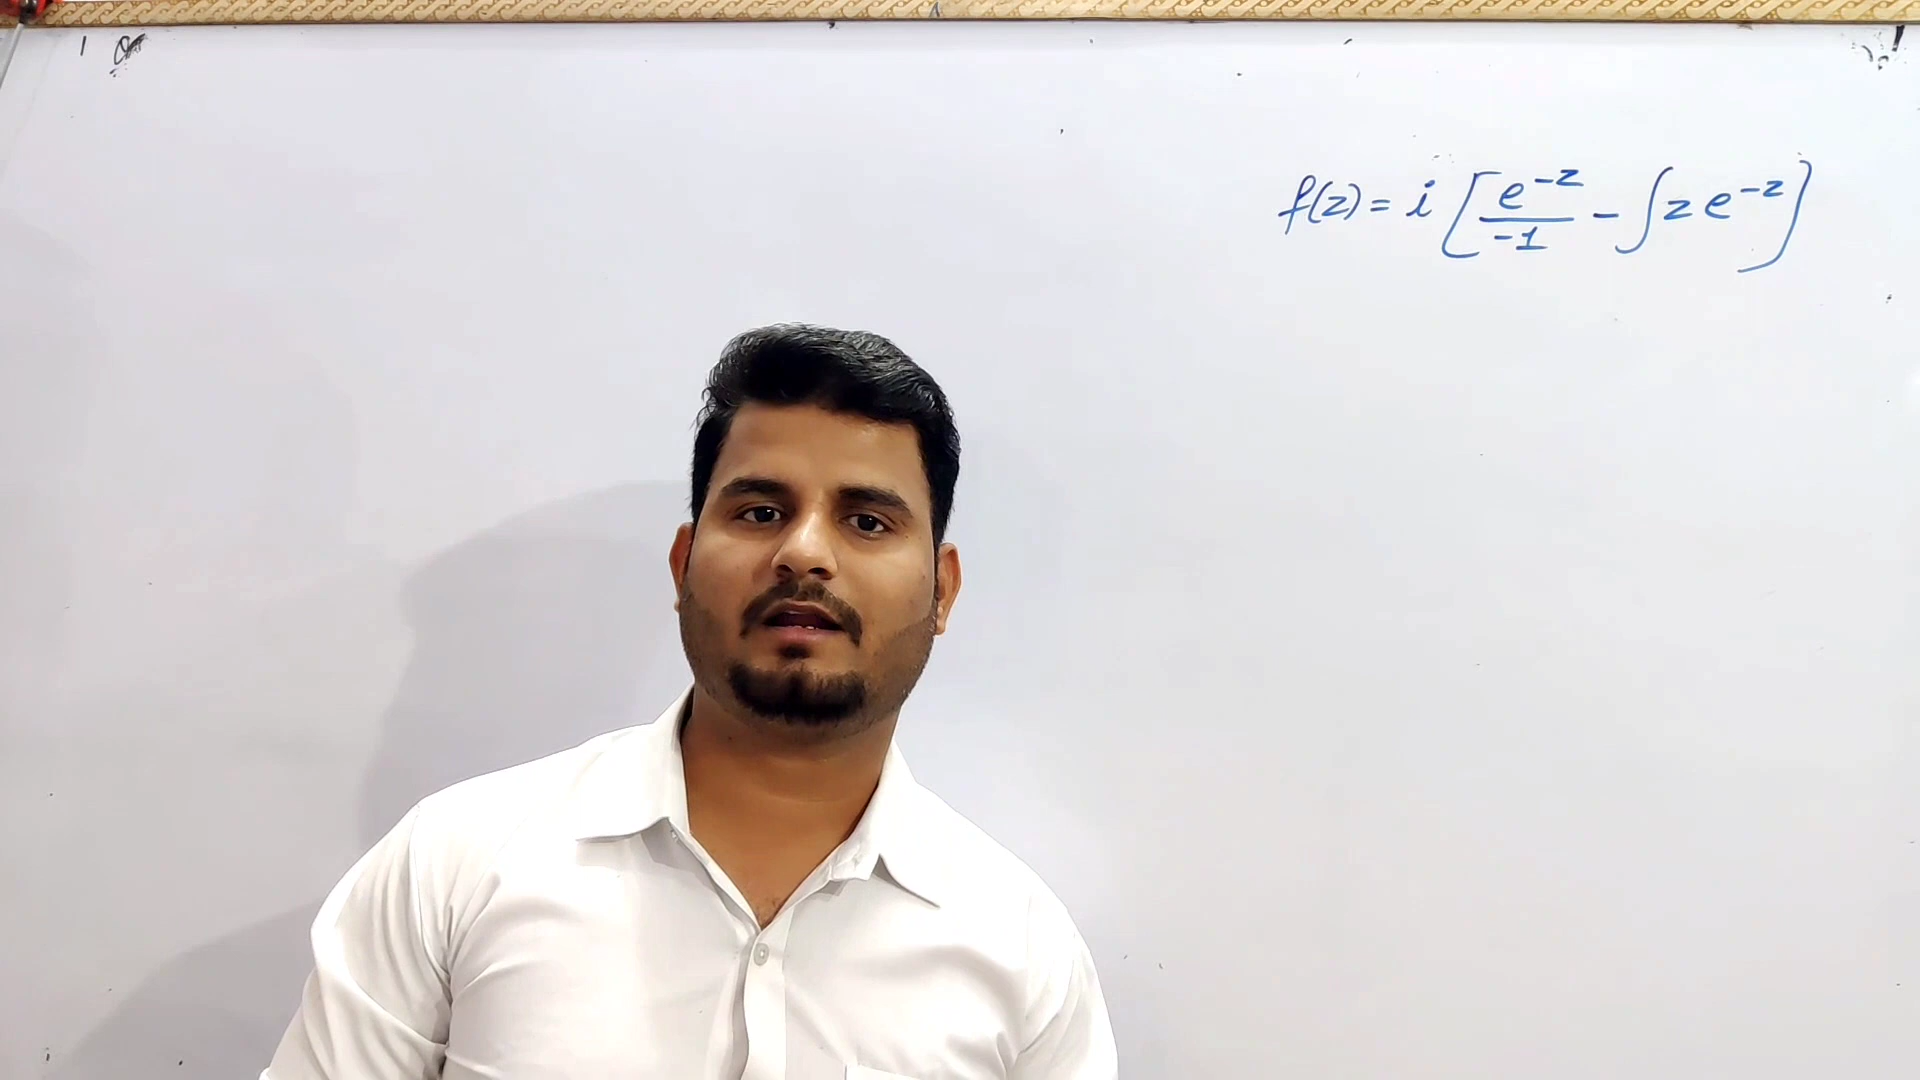 f(z) = i [e^{-z}/-1 - ∫ z e^{-z}]